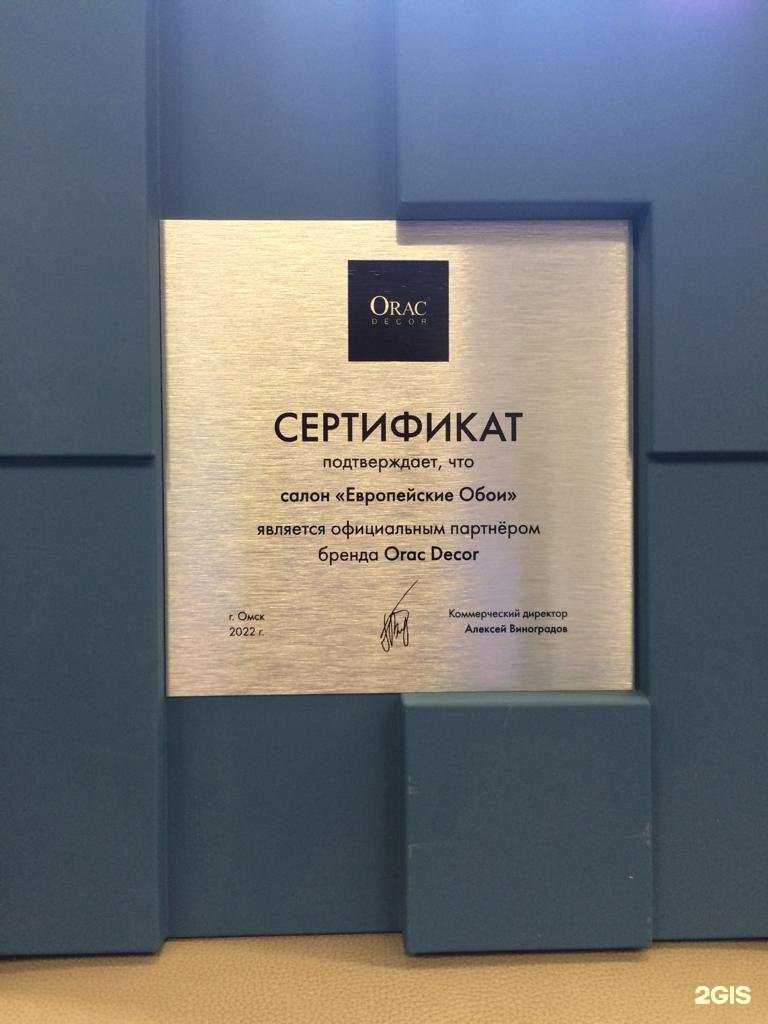 ORAC
DECOR
СЕРТИФИКАТ
подтверждает, что
салон «Европейские Обои»
является официальным партнёром
бренда Orac Decor
г. Омск
2022 г.
Коммерческий директор
Алексей Виноградов
2GIS